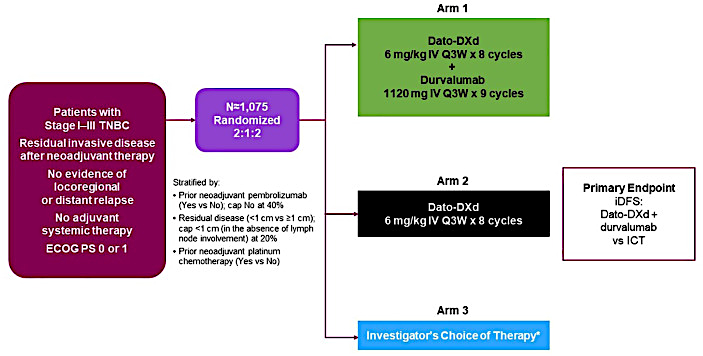 Patients with
Stage I–III TNBC
Residual invasive disease
after neoadjuvant therapy
No evidence of
locoregional
or distant relapse
No adjuvant
systemic therapy
ECOG PS 0 or 1
N≈1,075
Randomized
2:1:2
Stratified by:
• Prior neoadjuvant pembrolizumab
(Yes vs No); cap No at 40%
• Residual disease (<1 cm vs ≥1 cm);
cap <1 cm (in the absence of lymph
node involvement) at 20%
• Prior neoadjuvant platinum
chemotherapy (Yes vs No)
Arm 1
Dato-DXd
6 mg/kg IV Q3W x 8 cycles
+
Durvalumab
1120 mg IV Q3W x 9 cycles
Arm 2
Dato-DXd
6 mg/kg IV Q3W x 8 cycles
Arm 3
Investigator's Choice of Therapy*
Primary Endpoint
iDFS:
Dato-DXd +
durvalumab
vs ICT